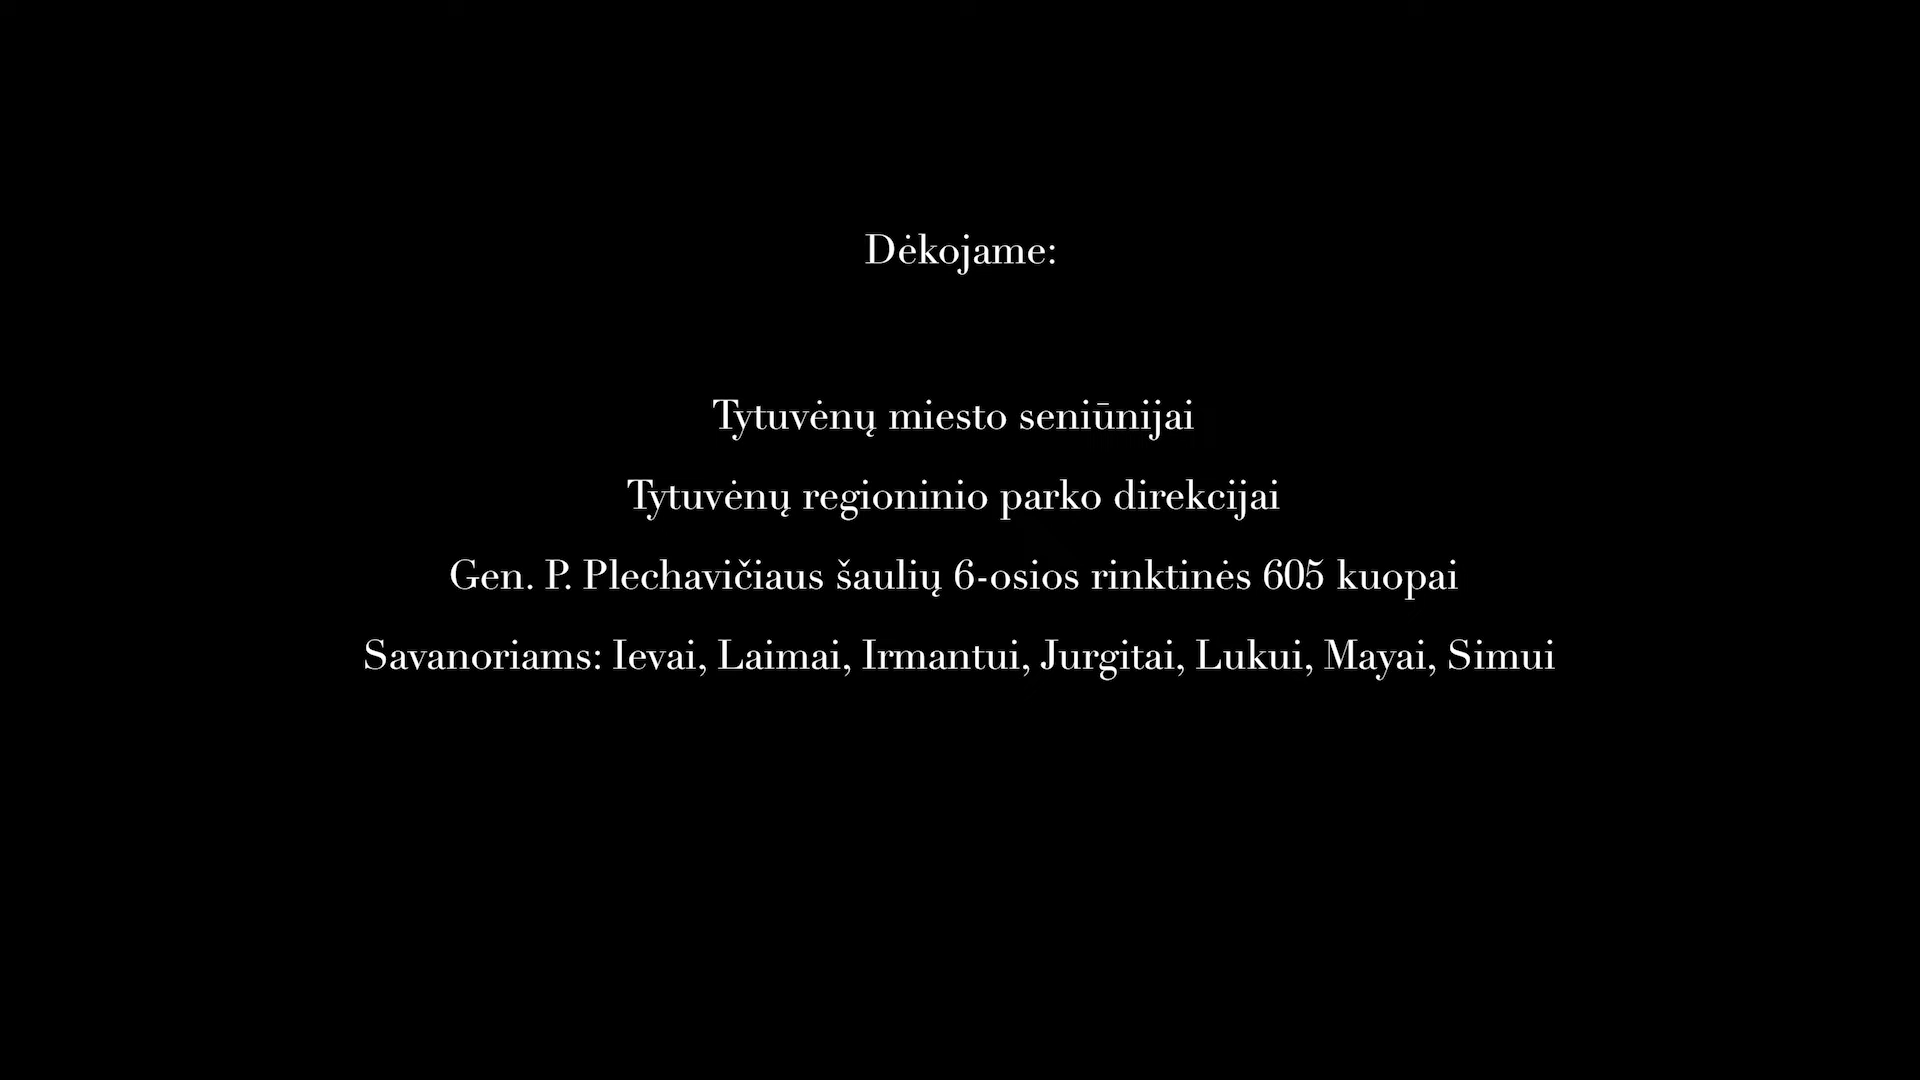 Dėkojame:
Tytuvėnų miesto seniūnijai
Tytuvėnų regioninio parko direkcijai
Gen. P. Plechavičiaus šaulių 6-osios rinktinės 605 kuopai
Savanoriams: Ievai, Laimai, Irmantui, Jurgitai, Lukui, Mayai, Simui